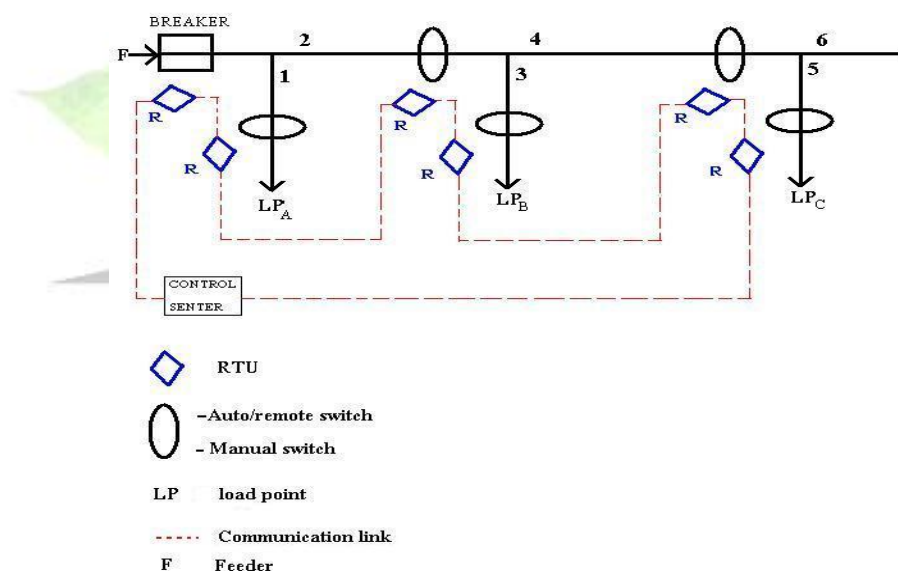 BREAKER
F
2
4
6
1
3
5
R
R
R
R
R
R
LPA
LPB
LPC
CONTROL
SENTER
RTU
-Auto/remote switch
- Manual switch
LP load point
Communication link
F Feeder